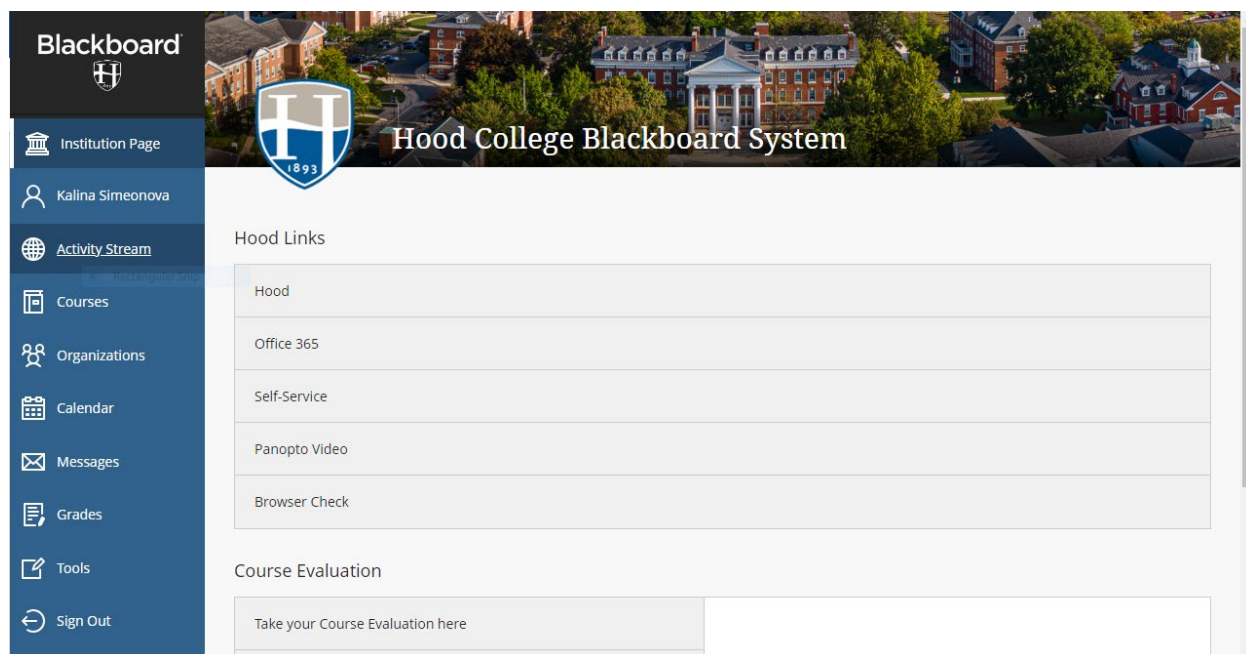 Blackboard
H
Institution Page
Kalina Simeonova
Activity Stream
Courses
Organizations
Calendar
Messages
Grades
Tools
Sign Out
H
1893
Hood College Blackboard System
Hood Links
Hood
Office 365
Self-Service
Panopto Video
Browser Check
Course Evaluation
Take your Course Evaluation here